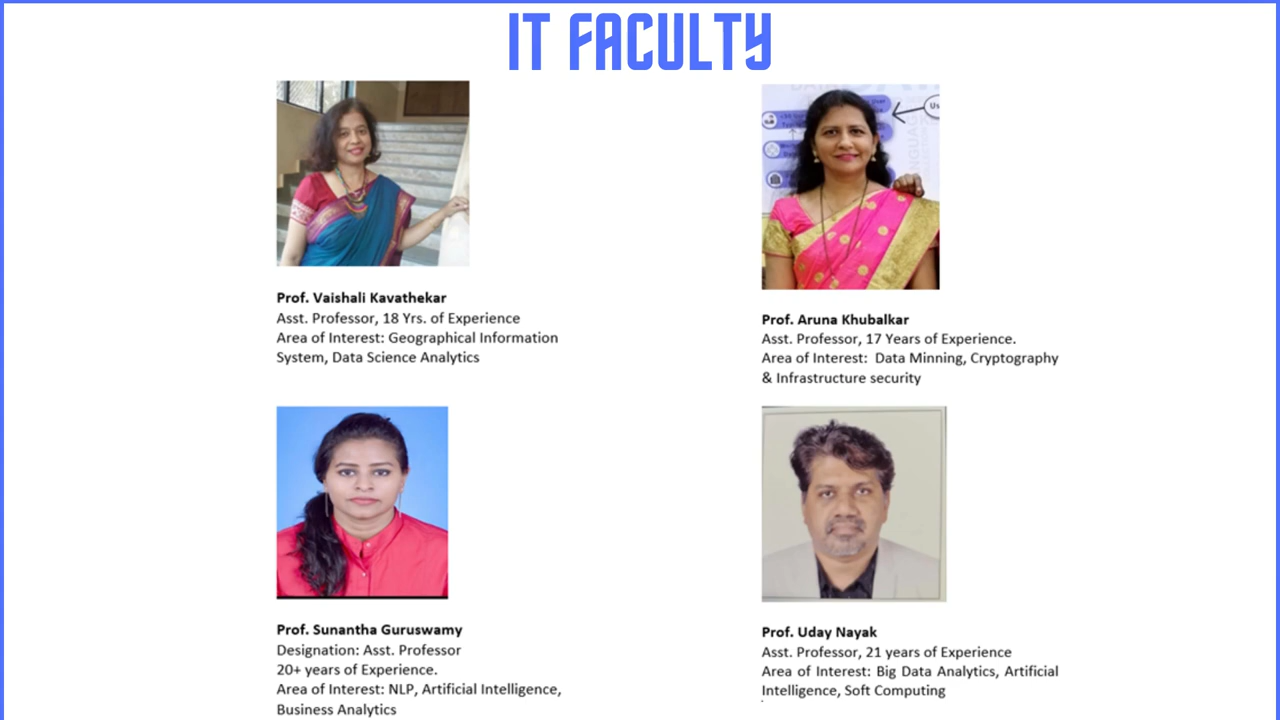 IT FACULTY
Us
Prof. Vaishali Kavathekar
Asst. Professor, 18 Yrs. of Experience
Area of Interest: Geographical Information
System, Data Science Analytics
Prof. Aruna Khubalkar
Asst. Professor, 17 Years of Experience.
Area of Interest: Data Minning, Cryptography
& Infrastructure security
Prof. Sunantha Guruswamy
Designation: Asst. Professor
20+ years of Experience.
Area of Interest: NLP, Artificial Intelligence,
Business Analytics
Prof. Uday Nayak
Asst. Professor, 21 years of Experience
Area of Interest: Big Data Analytics, Artificial
Intelligence, Soft Computing